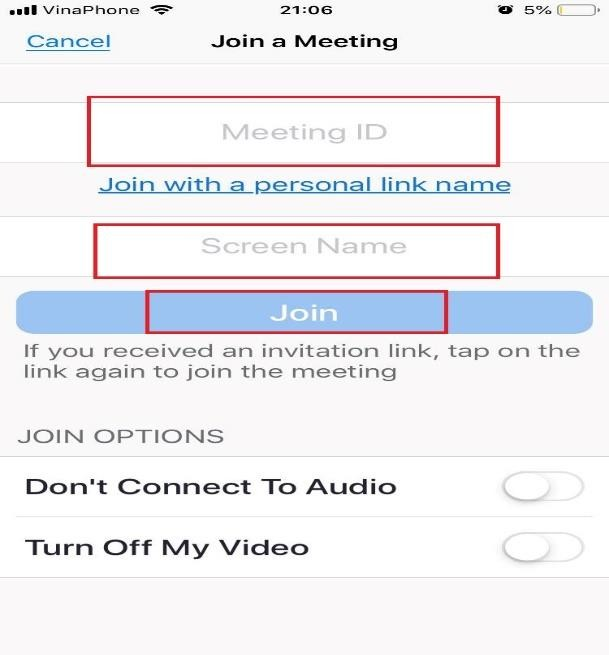 VinaPhone 21:06 5%
Cancel Join a Meeting
Meeting ID
Join with a personal link name
Screen Name
Join
If you received an invitation link, tap on the
link again to join the meeting
JOIN OPTIONS
Don't Connect To Audio
Turn Off My Video